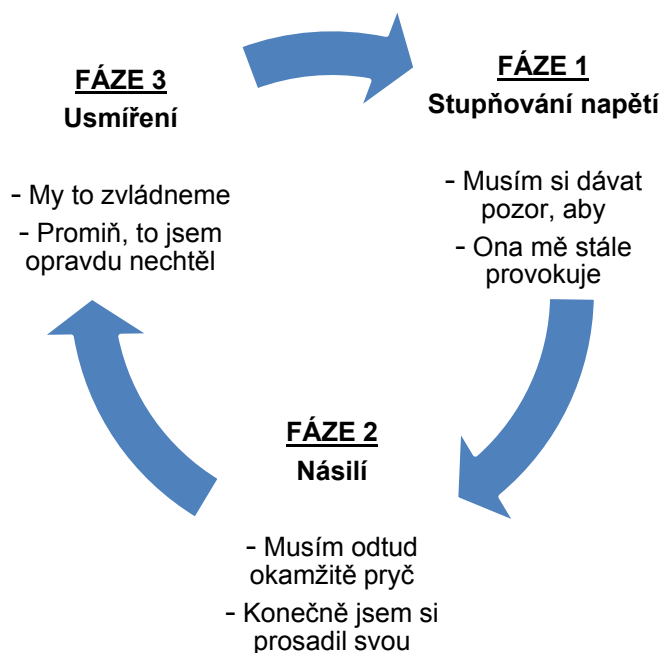 FÁZE 1
Stupňování napětí
- Musím si dávat
pozor, aby
- Ona mě stále
provokuje
FÁZE 2
Násilí
- Musím odtud
okamžitě pryč
- Konečně jsem si
prosadil svou
FÁZE 3
Usmíření
- My to zvládneme
- Promiň, to jsem
opravdu nechtěl